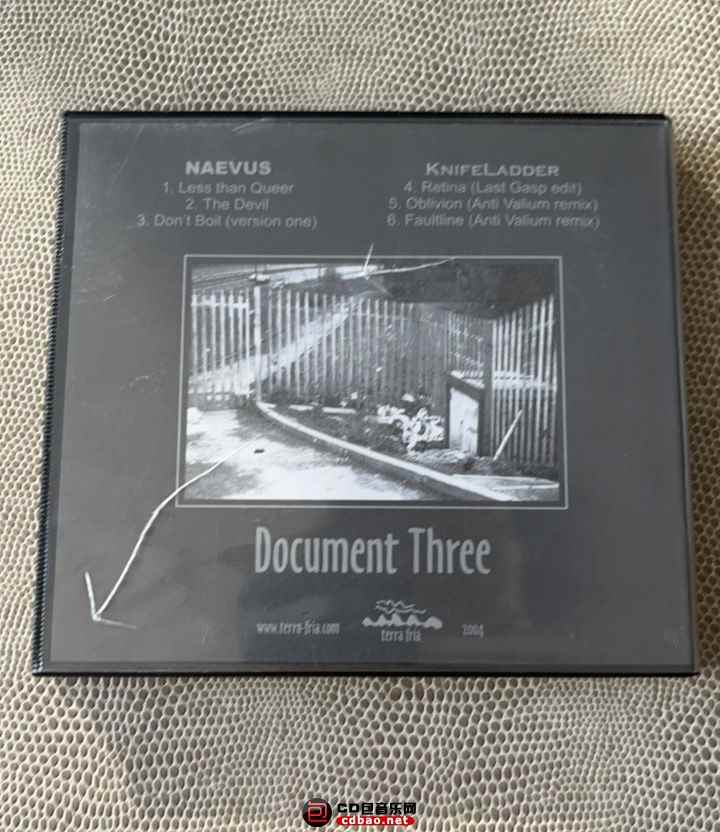 NAEVUS
1. Less than Queer
2. The Devil
3. Don't Boil (version one)
KNIFELADDER
4. Retina (Last Gasp edit)
5. Oblivion (Anti Valium remix)
6. Faultline (Anti Valium remix)
Document Three
www.terra-fria.com
terra fria
2004
CD包音乐网
cdbao.net